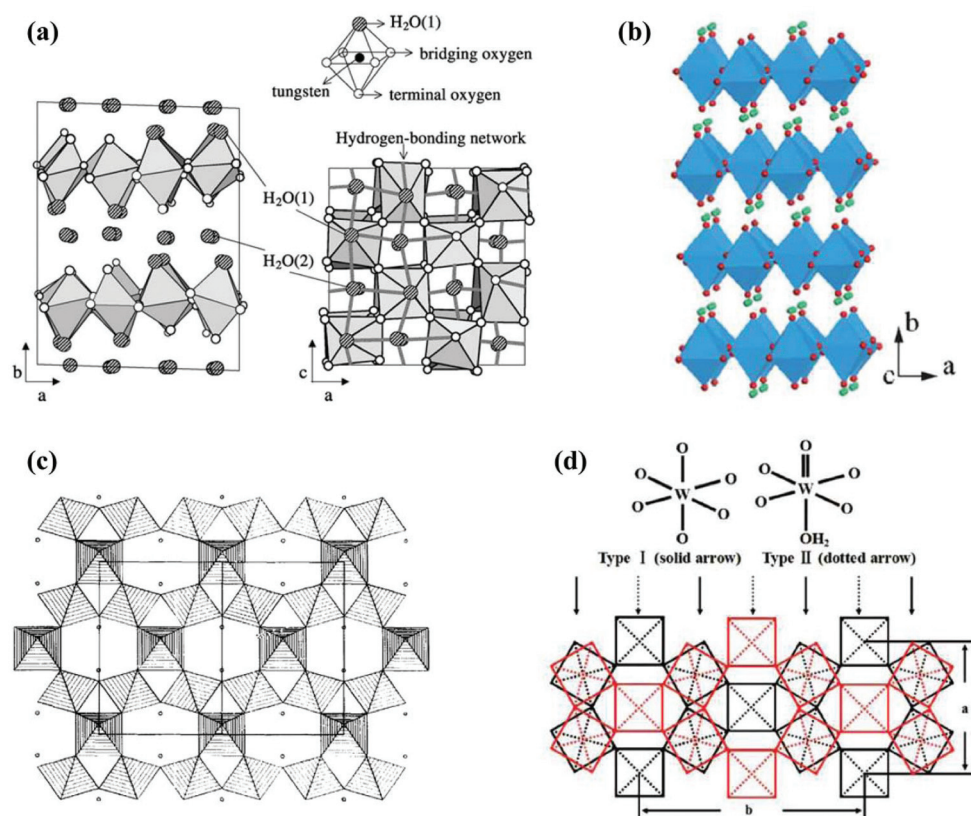 (a)
H₂O(1)
bridging oxygen
tungsten
terminal oxygen
Hydrogen-bonding network
H₂O(1)
H₂O(2)
b
a
c
a
(b)
b
c
a
(c)
(d)
O
O
O
W
O
O
O
O
O
O
W
O
O
OH₂
Type Ⅰ (solid arrow)
Type Ⅱ (dotted arrow)
a
b